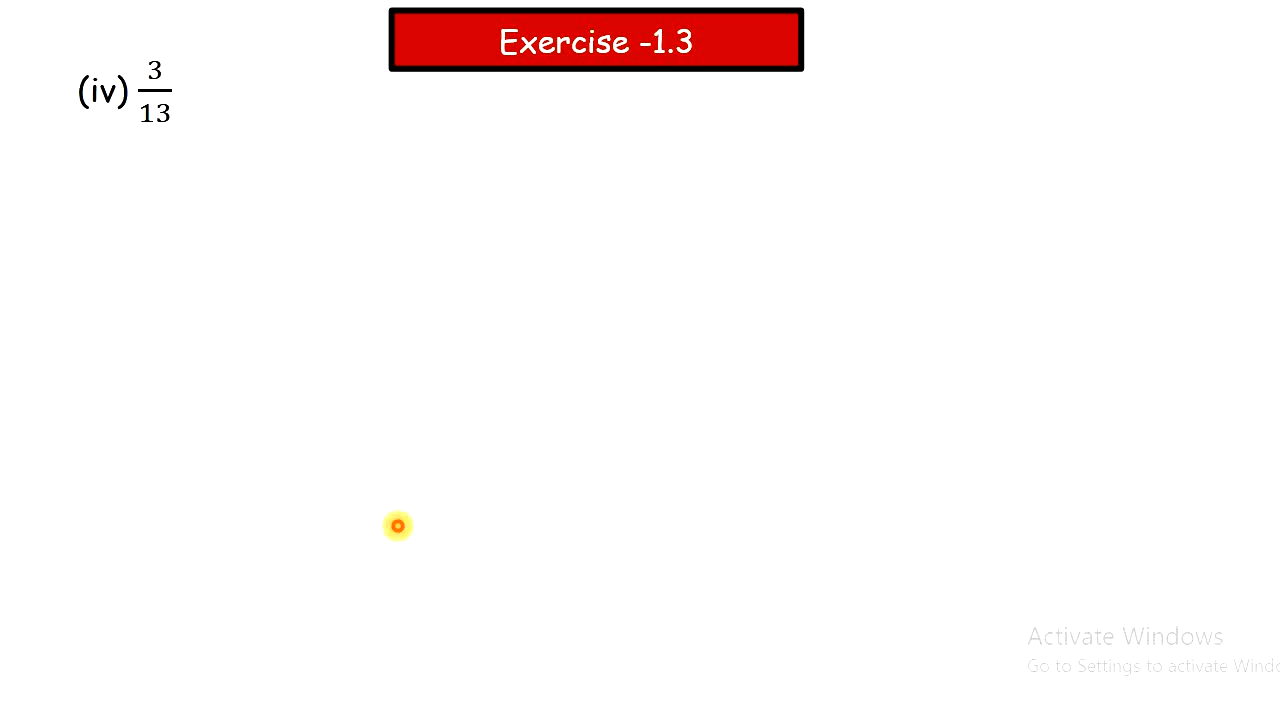 Exercise -1.3
(iv) 3/13
Activate Windows
Go to Settings to activate Windo